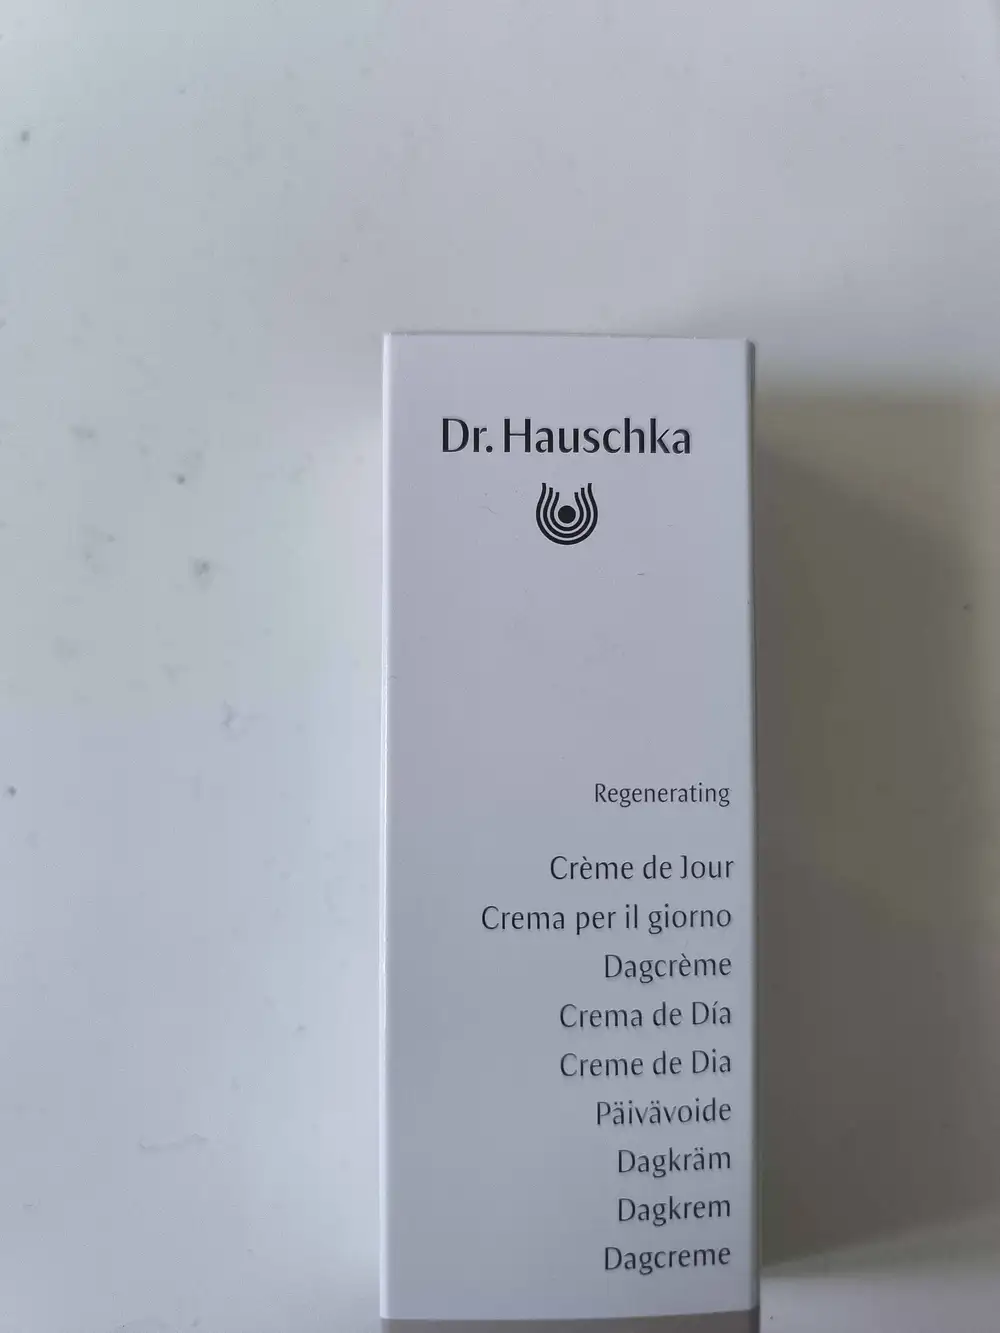 Dr. Hauschka
Regenerating
Crème de Jour
Crema per il giorno
Dagcrème
Crema de Día
Creme de Dia
Päivävoide
Dagkräm
Dagkrem
Dagcreme